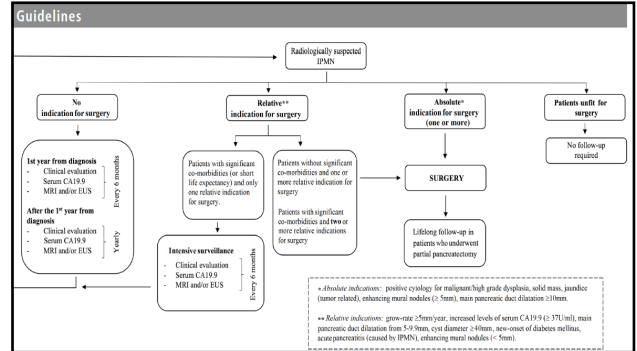 Guidelines
Radiologically suspected
IPMN
No
indication for surgery
Relative**
indication for surgery
Absolute*
indication for surgery
(one or more)
Patients unfit for
surgery
1st year from diagnosis
- Clinical evaluation
- Serum CA19.9
- MRI and/or EUS
Every 6 months
After the 1st year from
diagnosis
- Clinical evaluation
- Serum CA19.9
- MRI and/or EUS
Yearly
Patients with significant
co-morbidities (or short
life expectancy) and only
one relative indication
for surgery.
Patients without significant
co-morbidities and one or
more relative indication for
surgery
Patients with significant
co-morbidities and two or
more relative indications
for surgery
SURGERY
No follow-up
required
Intensive surveillance
- Clinical evaluation
- Serum CA19.9
- MRI and/or EUS
Every 6 months
Lifelong follow-up in
patients who underwent
partial pancreatectomy
* Absolute indications: positive cytology for malignant/high grade dysplasia, solid mass, jaundice
(tumor related), enhancing mural nodules (≥ 5mm), main pancreatic duct dilatation ≥10mm.
** Relative indications: grow-rate ≥5mm/year, increased levels of serum CA19.9 (≥ 37U/ml), main
pancreatic duct dilatation from 5-9.9mm, cyst diameter ≥40mm, new-onset of diabetes mellitus,
acute pancreatitis (caused by IPMN), enhancing mural nodules (< 5mm).